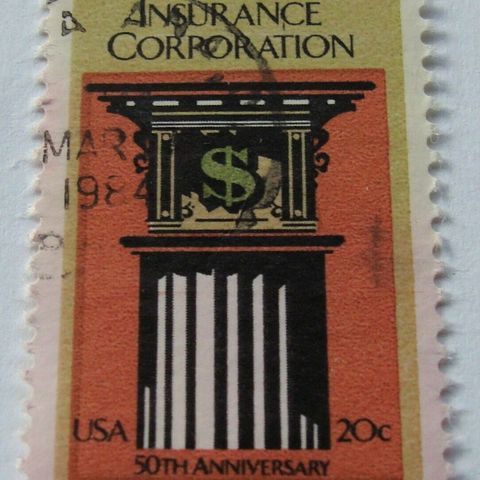 INSURANCE
CORPORATION
MAR
1984
$
USA 20c
50TH ANNIVERSARY